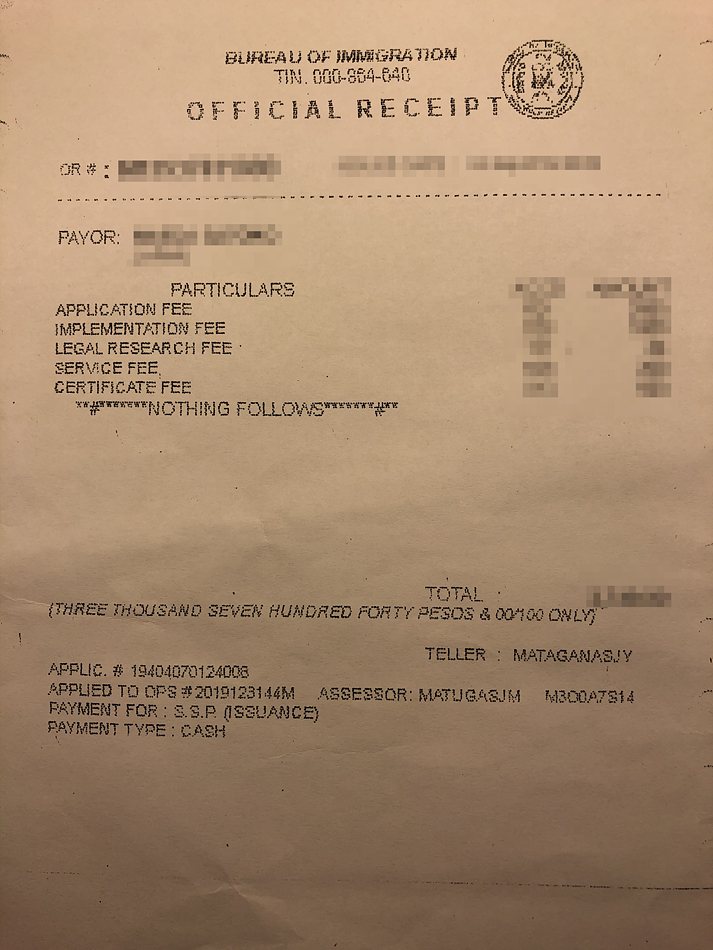 BUREAU OF IMMIGRATION
TIN. 000-864-640
OFFICIAL RECEIPT
OR # :
PAYOR:
PARTICULARS
APPLICATION FEE
IMPLEMENTATION FEE
LEGAL RESEARCH FEE
SERVICE FEE
CERTIFICATE FEE
**#*******NOTHING FOLLOWS*******#**
TOTAL
(THREE THOUSAND SEVEN HUNDRED FORTY PESOS & 00/100 ONLY)
TELLER : MATAGANASJY
APPLIC. # 19404070124008
APPLIED TO OPS #2019123144M ASSESSOR: MATUGASJM M300A7S14
PAYMENT FOR : S.S.P. (ISSUANCE)
PAYMENT TYPE : CASH